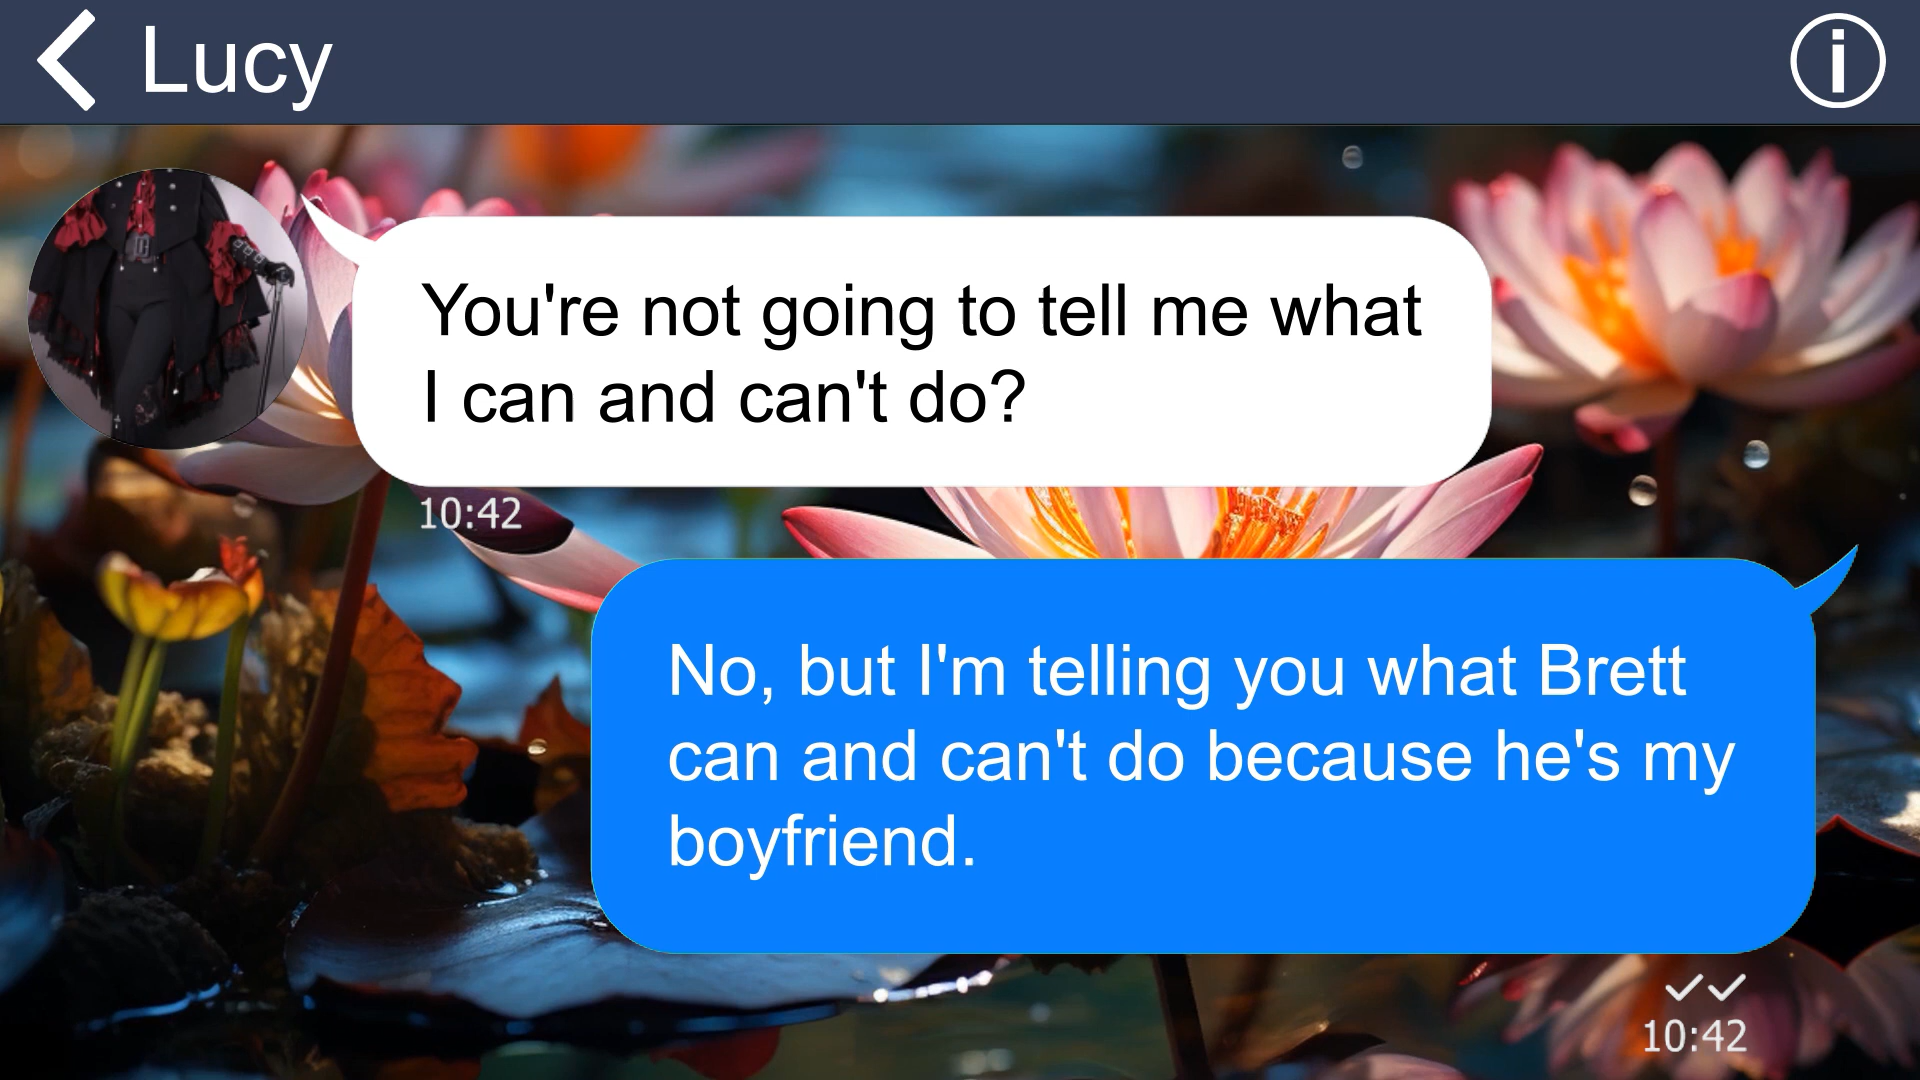 Lucy
You're not going to tell me what
I can and can't do?
10:42
No, but I'm telling you what Brett
can and can't do because he's my
boyfriend.
10:42